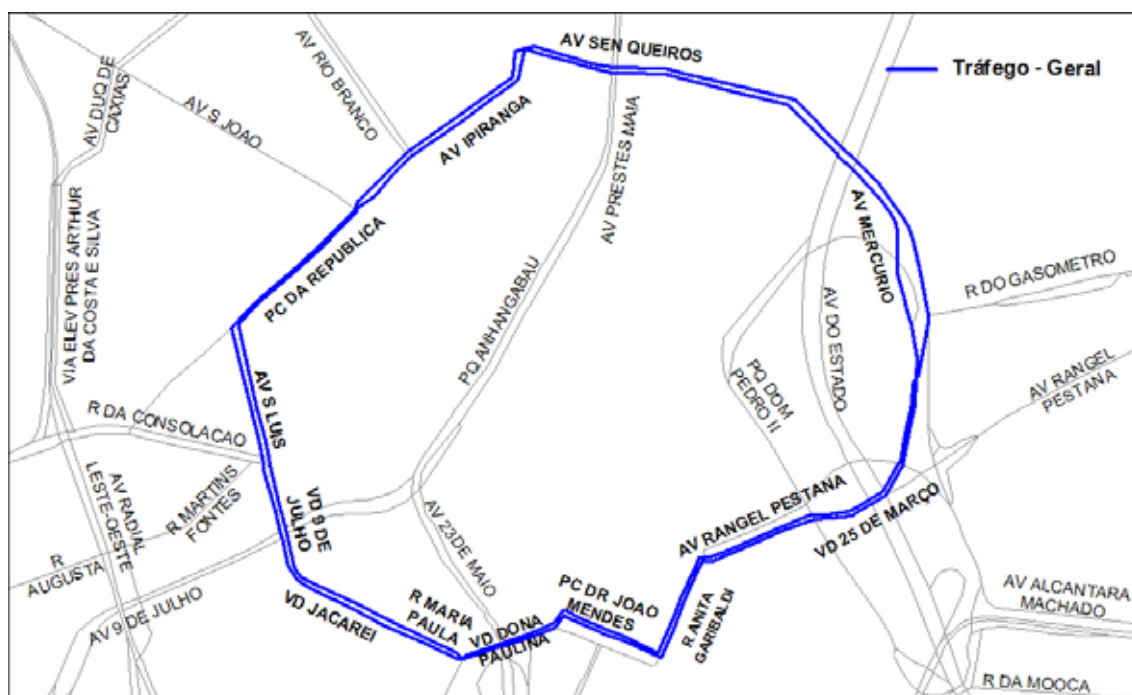 AV SEN QUEIROS
Tráfego - Geral
AV RIO BRANCO
AV DUQ DE
CAXIAS
AV S JOAO
AV IPIRANGA
AV PRESTES MAIA
PC DA REPUBLICA
AV MERCURIO
VIA ELEV PRES ARTHUR
DA COSTA E SILVA
R DO GASOMETRO
PQ ANHANGABAU
AV DO ESTADO
AV RANGEL
PESTANA
PQ DOM
PEDRO II
AV S LUIS
R DA CONSOLACAO
AV RADIAL
LESTE-OESTE
R MARTINS
FONTES
VD 9 DE
JULHO
AV RANGEL PESTANA
VD 25 DE MARÇO
AV 23 DE MAIO
R
AUGUSTA
AV 9 DE JULHO
VD JACAREI
R MARIA
PAULA
VD DONA
PAULINA
PC DR JOAO
MENDES
R ANITA
GARIBALDI
AV ALCANTARA
MACHADO
R DA MOOCA